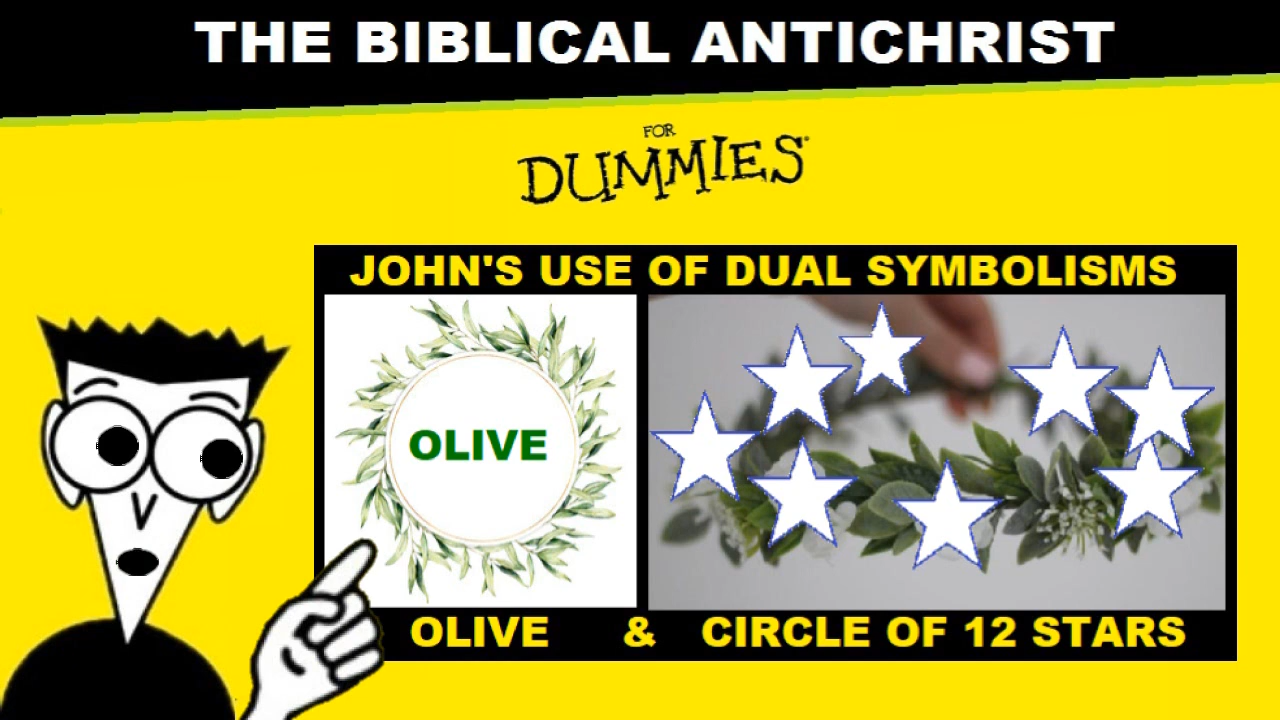 THE BIBLICAL ANTICHRIST
FOR
DUMMIES
JOHN'S USE OF DUAL SYMBOLISMS
OLIVE
OLIVE & CIRCLE OF 12 STARS